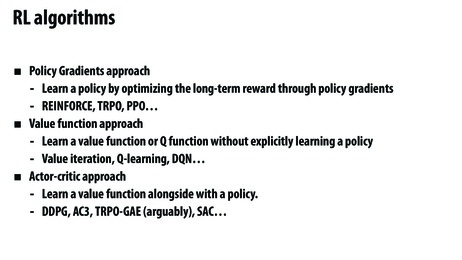 RL algorithms
■ Policy Gradients approach
- Learn a policy by optimizing the long-term reward through policy gradients
- REINFORCE, TRPO, PPO…
■ Value function approach
- Learn a value function or Q function without explicitly learning a policy
- Value iteration, Q-learning, DQN…
■ Actor-critic approach
- Learn a value function alongside with a policy.
- DDPG, AC3, TRPO-GAE (arguably), SAC…